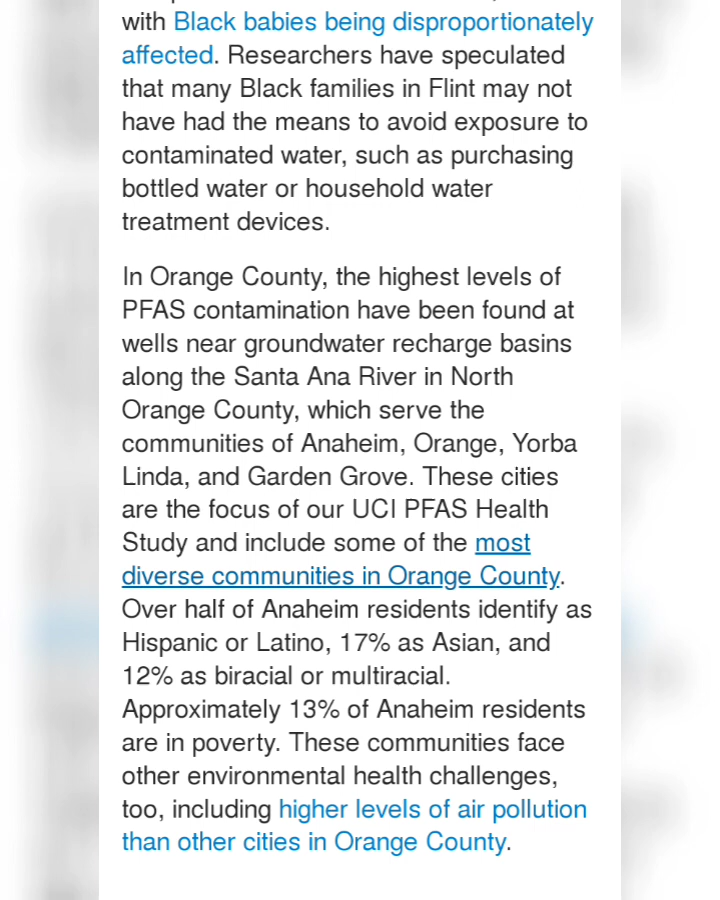 with Black babies being disproportionately
affected. Researchers have speculated
that many Black families in Flint may not
have had the means to avoid exposure to
contaminated water, such as purchasing
bottled water or household water
treatment devices.
In Orange County, the highest levels of
PFAS contamination have been found at
wells near groundwater recharge basins
along the Santa Ana River in North
Orange County, which serve the
communities of Anaheim, Orange, Yorba
Linda, and Garden Grove. These cities
are the focus of our UCI PFAS Health
Study and include some of the most
diverse communities in Orange County.
Over half of Anaheim residents identify as
Hispanic or Latino, 17% as Asian, and
12% as biracial or multiracial.
Approximately 13% of Anaheim residents
are in poverty. These communities face
other environmental health challenges,
too, including higher levels of air pollution
than other cities in Orange County.